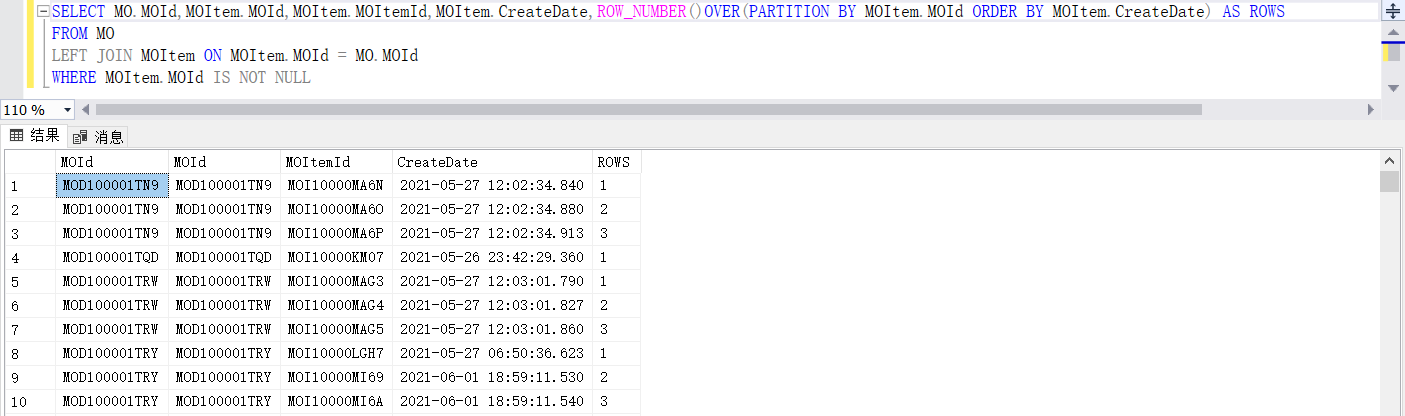 SELECT MO.MOId,MOItem.MOId,MOItem.MOItemId,MOItem.CreateDate,ROW_NUMBER()OVER(PARTITION BY MOItem.MOId ORDER BY MOItem.CreateDate) AS ROWS
FROM MO
LEFT JOIN MOItem ON MOItem.MOId = MO.MOId
WHERE MOItem.MOId IS NOT NULL
110 %
结果 消息
MOId MOId MOItemId CreateDate ROWS
1 MOD100001TN9 MOD100001TN9 MOI10000MA6N 2021-05-27 12:02:34.840 1
2 MOD100001TN9 MOD100001TN9 MOI10000MA6O 2021-05-27 12:02:34.880 2
3 MOD100001TN9 MOD100001TN9 MOI10000MA6P 2021-05-27 12:02:34.913 3
4 MOD100001TQD MOD100001TQD MOI10000KM07 2021-05-26 23:42:29.360 1
5 MOD100001TRW MOD100001TRW MOI10000MAG3 2021-05-27 12:03:01.790 1
6 MOD100001TRW MOD100001TRW MOI10000MAG4 2021-05-27 12:03:01.827 2
7 MOD100001TRW MOD100001TRW MOI10000MAG5 2021-05-27 12:03:01.860 3
8 MOD100001TRY MOD100001TRY MOI10000LGH7 2021-05-27 06:50:36.623 1
9 MOD100001TRY MOD100001TRY MOI10000MI69 2021-06-01 18:59:11.530 2
10 MOD100001TRY MOD100001TRY MOI10000MI6A 2021-06-01 18:59:11.540 3